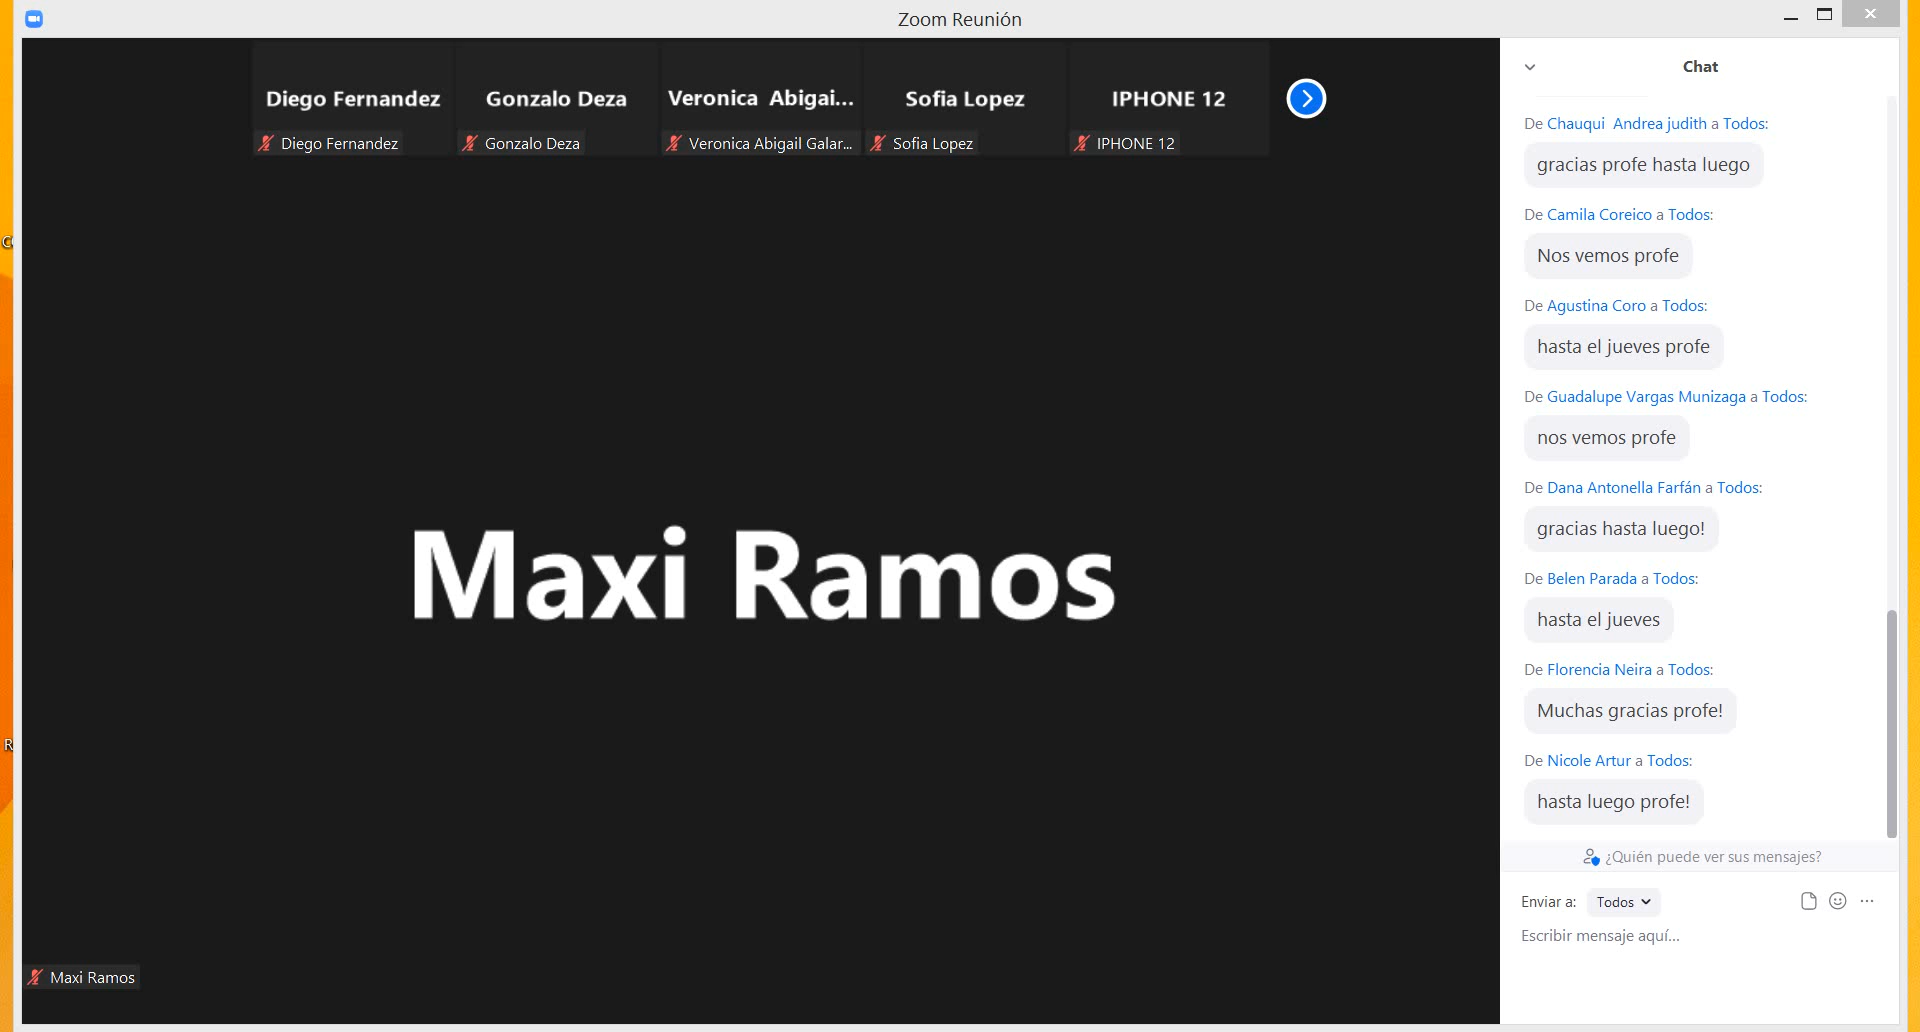 Zoom Reunión
Diego Fernandez
Gonzalo Deza
Veronica Abigai...
Sofia Lopez
IPHONE 12
Diego Fernandez
Gonzalo Deza
Veronica Abigail Galar...
Sofia Lopez
IPHONE 12
Maxi Ramos
Maxi Ramos
Chat
De Chauqui Andrea judith a Todos:
gracias profe hasta luego
De Camila Coreico a Todos:
Nos vemos profe
De Agustina Coro a Todos:
hasta el jueves profe
De Guadalupe Vargas Munizaga a Todos:
nos vemos profe
De Dana Antonella Farfán a Todos:
gracias hasta luego!
De Belen Parada a Todos:
hasta el jueves
De Florencia Neira a Todos:
Muchas gracias profe!
De Nicole Artur a Todos:
hasta luego profe!
¿Quién puede ver sus mensajes?
Enviar a: Todos
Escribir mensaje aquí...